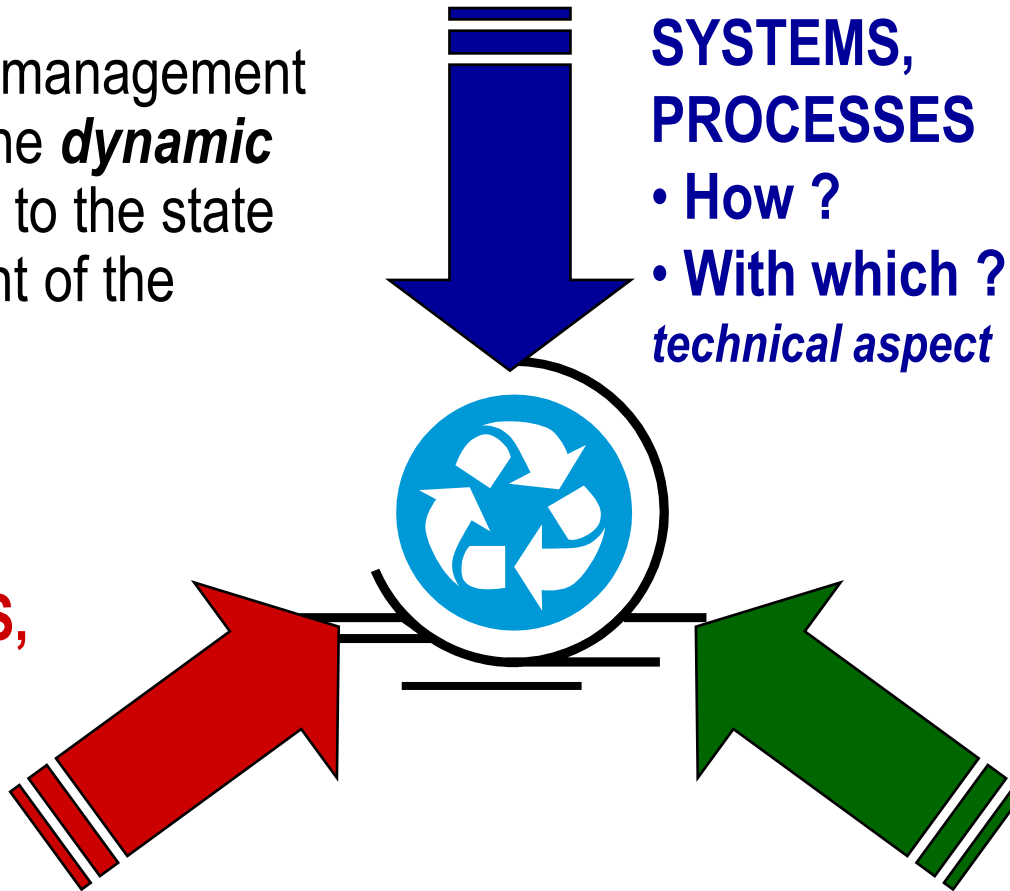 management
he dynamic
to the state
nt of the
SYSTEMS,
PROCESSES
• How ?
• With which ?
technical aspect
S,